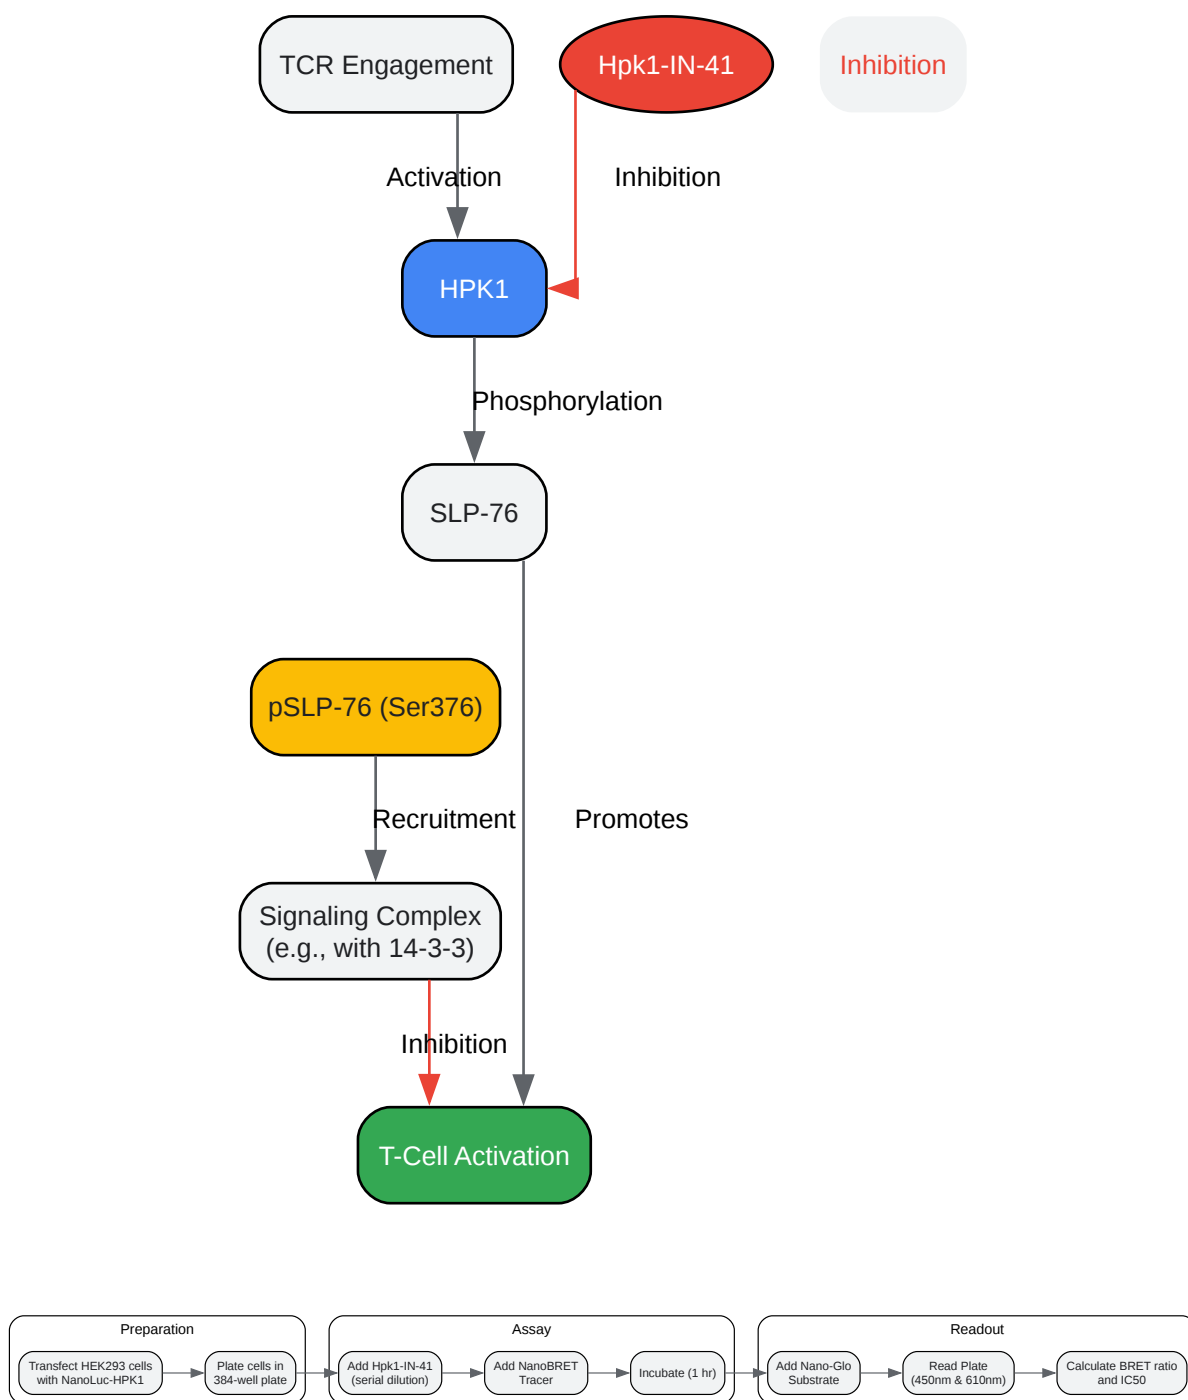 TCR Engagement
Hpk1-IN-41
Inhibition
Activation
Inhibition
HPK1
Phosphorylation
SLP-76
pSLP-76 (Ser376)
Recruitment
Promotes
Signaling Complex
(e.g., with 14-3-3)
Inhibition
T-Cell Activation
Preparation
Transfect HEK293 cells
with NanoLuc-HPK1
Plate cells in
384-well plate
Assay
Add Hpk1-IN-41
(serial dilution)
Add NanoBRET
Tracer
Incubate (1 hr)
Readout
Add Nano-Glo
Substrate
Read Plate
(450nm & 610nm)
Calculate BRET ratio
and IC50